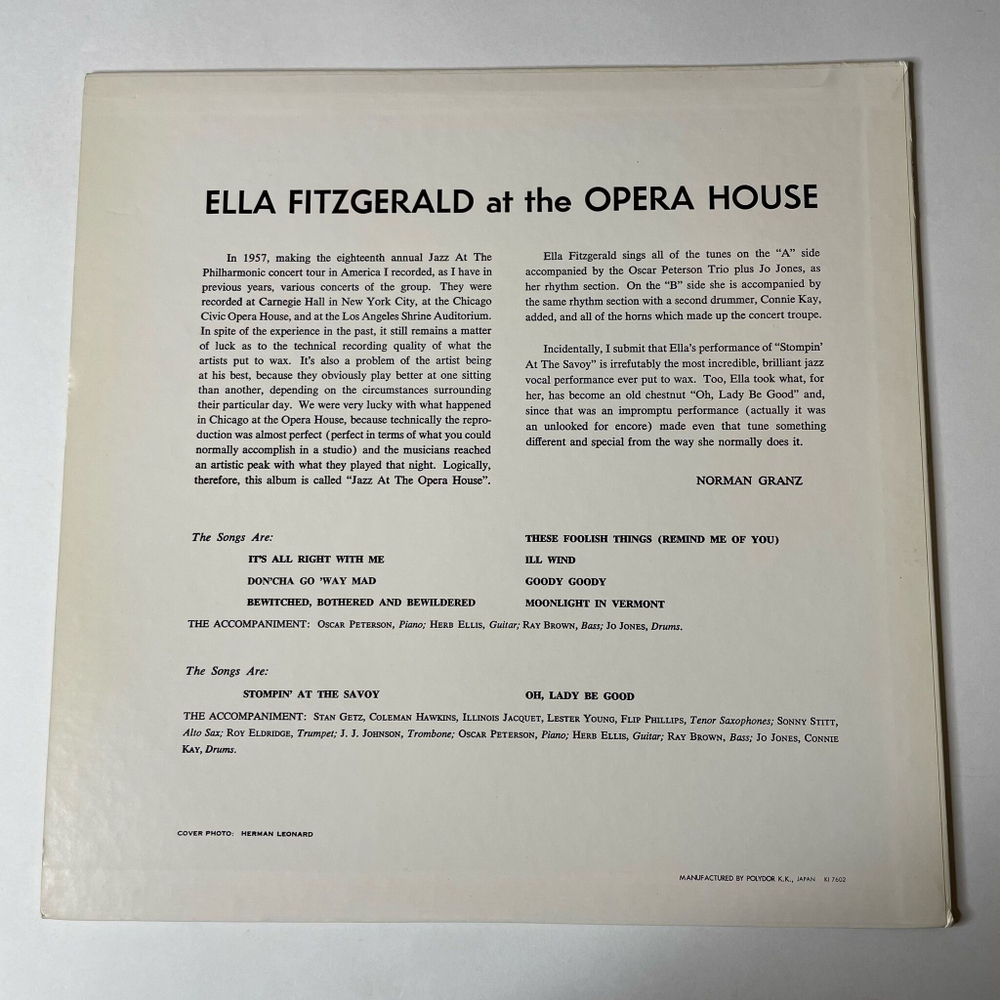 ELLA FITZGERALD at the OPERA HOUSE
In 1957, making the eighteenth annual Jazz At The
Philharmonic concert tour in America I recorded, as I have in
previous years, various concerts of the group. They were
recorded at Carnegie Hall in New York City, at the Chicago
Civic Opera House, and at the Los Angeles Shrine Auditorium.
In spite of the experience in the past, it still remains a matter
of luck as to the technical recording quality of what the
artists put to wax. It's also a problem of the artist being
at his best, because they obviously play better at one sitting
than another, depending on the circumstances surrounding
their particular day. We were very lucky with what happened
in Chicago at the Opera House, because technically the repro-
duction was almost perfect (perfect in terms of what you could
normally accomplish in a studio) and the musicians reached
an artistic peak with what they played that night. Logically,
therefore, this album is called "Jazz At The Opera House".
Ella Fitzgerald sings all of the tunes on the "A" side
accompanied by the Oscar Peterson Trio plus Jo Jones, as
her rhythm section. On the "B" side she is accompanied by
the same rhythm section with a second drummer, Connie Kay,
added, and all of the horns which made up the concert troupe.
Incidentally, I submit that Ella's performance of "Stompin'
At The Savoy" is irrefutably the most incredible, brilliant jazz
vocal performance ever put to wax. Too, Ella took what, for
her, has become an old chestnut "Oh, Lady Be Good" and,
since that was an impromptu performance (actually it was
an unlooked for encore) made even that tune something
different and special from the way she normally does it.
NORMAN GRANZ
The Songs Are:
IT'S ALL RIGHT WITH ME
DON'CHA GO 'WAY MAD
BEWITCHED, BOTHERED AND BEWILDERED
THESE FOOLISH THINGS (REMIND ME OF YOU)
ILL WIND
GOODY GOODY
MOONLIGHT IN VERMONT
THE ACCOMPANIMENT: OSCAR PETERSON, Piano; HERB ELLIS, Guitar; RAY BROWN, Bass; JO JONES, Drums.
The Songs Are:
STOMPIN' AT THE SAVOY
OH, LADY BE GOOD
THE ACCOMPANIMENT: STAN GETZ, COLEMAN HAWKINS, ILLINOIS JACQUET, LESTER YOUNG, FLIP PHILLIPS, Tenor Saxophones; SONNY STITT,
Alto Sax; ROY ELDRIDGE, Trumpet; J. J. JOHNSON, Trombone; OSCAR PETERSON, Piano; HERB ELLIS, Guitar; RAY BROWN, Bass; JO JONES, CONNIE
KAY, Drums.
COVER PHOTO: HERMAN LEONARD
MANUFACTURED BY POLYDOR K.K., JAPAN KI 7602